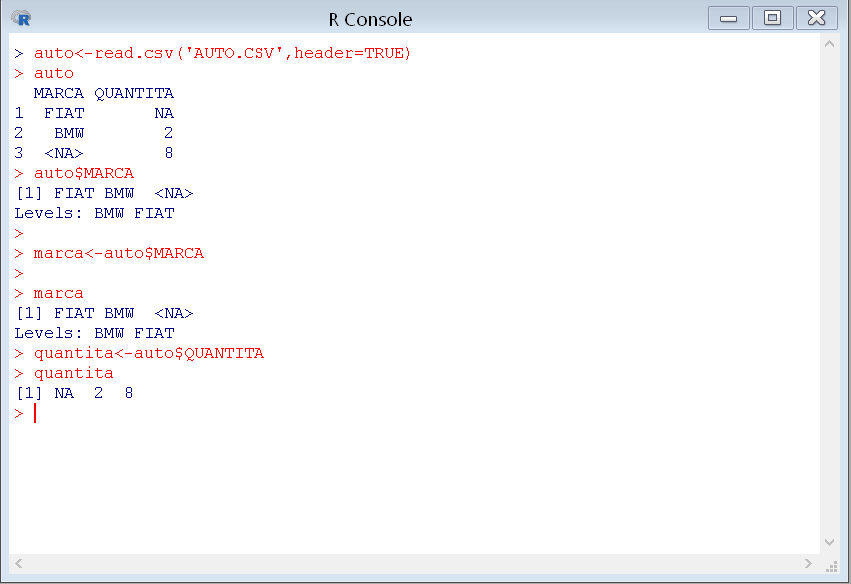 R Console
> auto<-read.csv('AUTO.CSV',header=TRUE)
> auto
  MARCA QUANTITA
1  FIAT       NA
2   BMW        2
3  <NA>        8
> auto$MARCA
[1] FIAT BMW  <NA>
Levels: BMW FIAT
>
> marca<-auto$MARCA
>
> marca
[1] FIAT BMW  <NA>
Levels: BMW FIAT
> quantita<-auto$QUANTITA
> quantita
[1] NA  2  8
>